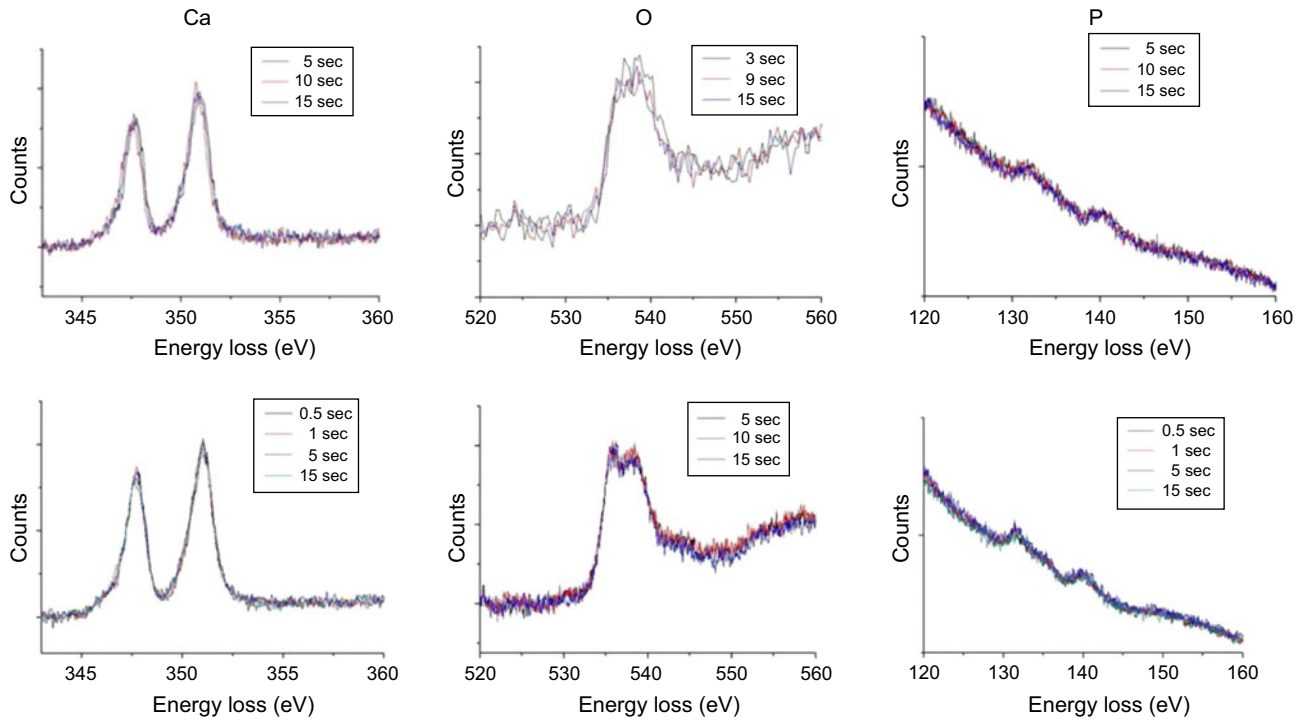 Ca
5 sec
10 sec
15 sec
Counts
345
350
355
360
Energy loss (eV)
O
3 sec
9 sec
15 sec
Counts
520
530
540
550
560
Energy loss (eV)
P
5 sec
10 sec
15 sec
Counts
120
130
140
150
160
Energy loss (eV)
0.5 sec
1 sec
5 sec
15 sec
Counts
345
350
355
360
Energy loss (eV)
5 sec
10 sec
15 sec
Counts
520
530
540
550
560
Energy loss (eV)
0.5 sec
1 sec
5 sec
15 sec
Counts
120
130
140
150
160
Energy loss (eV)